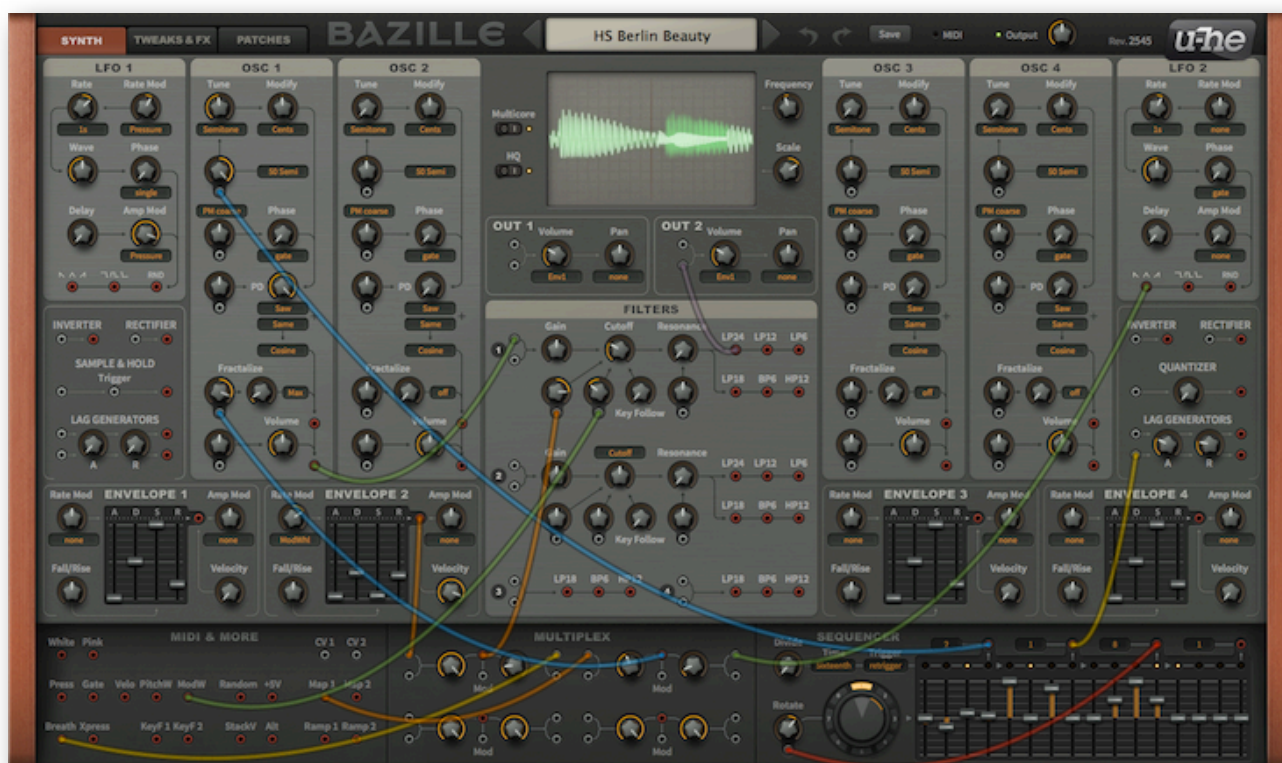 SYNTH TWEAKS & FX PATCHES BAZILLE HS Berlin Beauty Save MIDI Output Rev. 2545 u-he
LFO 1 OSC 1 OSC 2 OSC 3 OSC 4 LFO 2
Rate Rate Mod Tune Modify Tune Modify Frequency Tune Modify Tune Modify Rate Rate Mod
1s Pressure Semitone Cents Semitone Cents Multicore Semitone Cents Semitone Cents 1s none
Wave Phase HQ Scale Wave Phase
50 Semi 50 Semi 50 Semi 50 Semi
single gate
Delay Amp Mod PM coarse Phase PM coarse Phase PM coarse Phase PM coarse Phase Delay Amp Mod
OUT 1 Volume Pan OUT 2 Volume Pan
Pressure gate gate gate gate none
Env1 none Env1 none
RND PD PD PD PD RND
Saw Saw FILTERS Saw Saw
INVERTER RECTIFIER Same Same Gain Cutoff Resonance Same Same INVERTER RECTIFIER
1 LP24 LP12 LP6
Cosine Cosine Cosine Cosine
SAMPLE & HOLD Fractalize Fractalize Fractalize Fractalize QUANTIZER
Trigger LP18 BP6 HP12
Max off off off
Key Follow
LAG GENERATORS Volume Volume Volume Volume LAG GENERATORS
Gain Cutoff Resonance
A R LP24 LP12 LP6 A R
2
Rate Mod ENVELOPE 1 Amp Mod Rate Mod ENVELOPE 2 Amp Mod Rate Mod ENVELOPE 3 Amp Mod Rate Mod ENVELOPE 4 Amp Mod
A D S R A D S R LP18 BP6 HP12 A D S R A D S R
none none ModWhl none Key Follow none none none none
Fall/Rise Velocity Fall/Rise Velocity Fall/Rise Velocity Fall/Rise Velocity
3 LP18 BP6 HP12 4 LP18 BP6 HP12
MIDI & MORE MULTIPLEX SEQUENCER
White Pink CV 1 CV 2 Divide Time Trigger 2 1 8 1
sixteenth retrigger
Press Gate Velo PitchW ModW Random +5V Map 1 Map 2 Mod Mod
Rotate
Breath Xpress KeyF 1 KeyF 2 StackV Alt Ramp 1 Ramp 2
Mod Mod